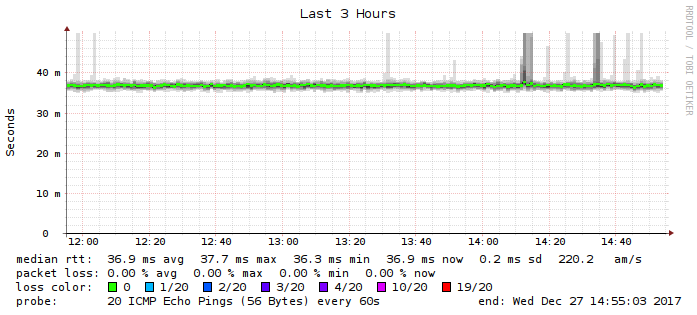 Last 3 Hours
RRDTOOL / TOBI OETIKER
Seconds
40 m
30 m
20 m
10 m
0
12:00 12:20 12:40 13:00 13:20 13:40 14:00 14:20 14:40
median rtt: 36.9 ms avg 37.7 ms max 36.3 ms min 36.9 ms now 0.2 ms sd 220.2 am/s
packet loss: 0.00 % avg 0.00 % max 0.00 % min 0.00 % now
loss color: 0 1/20 2/20 3/20 4/20 10/20 19/20
probe: 20 ICMP Echo Pings (56 Bytes) every 60s end: Wed Dec 27 14:55:03 2017